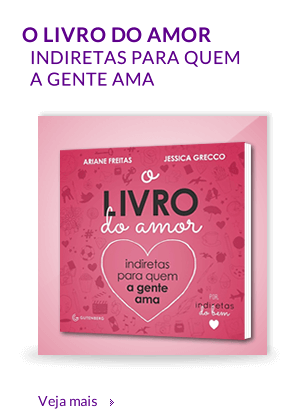 O LIVRO DO AMOR
INDIRETAS PARA QUEM
A GENTE AMA
ARIANE FREITAS
JESSICA GRECCO
o
LIVRO
do amor
indiretas
para quem
a gente
ama
GUTENBERG
indiretas
do bem
Veja mais